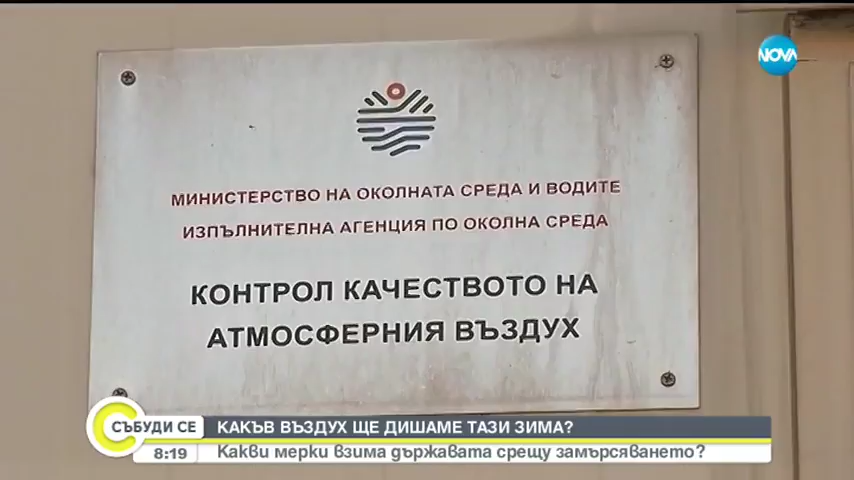 NOVA
МИНИСТЕРСТВО НА ОКОЛНАТА СРЕДА И ВОДИТЕ
ИЗПЪЛНИТЕЛНА АГЕНЦИЯ ПО ОКОЛНА СРЕДА
КОНТРОЛ КАЧЕСТВОТО НА
АТМОСФЕРНИЯ ВЪЗДУХ
СЪБУДИ СЕ
КАКЪВ ВЪЗДУХ ЩЕ ДИШАМЕ ТАЗИ ЗИМА?
8:19
Какви мерки взима държавата срещу замърсяването?